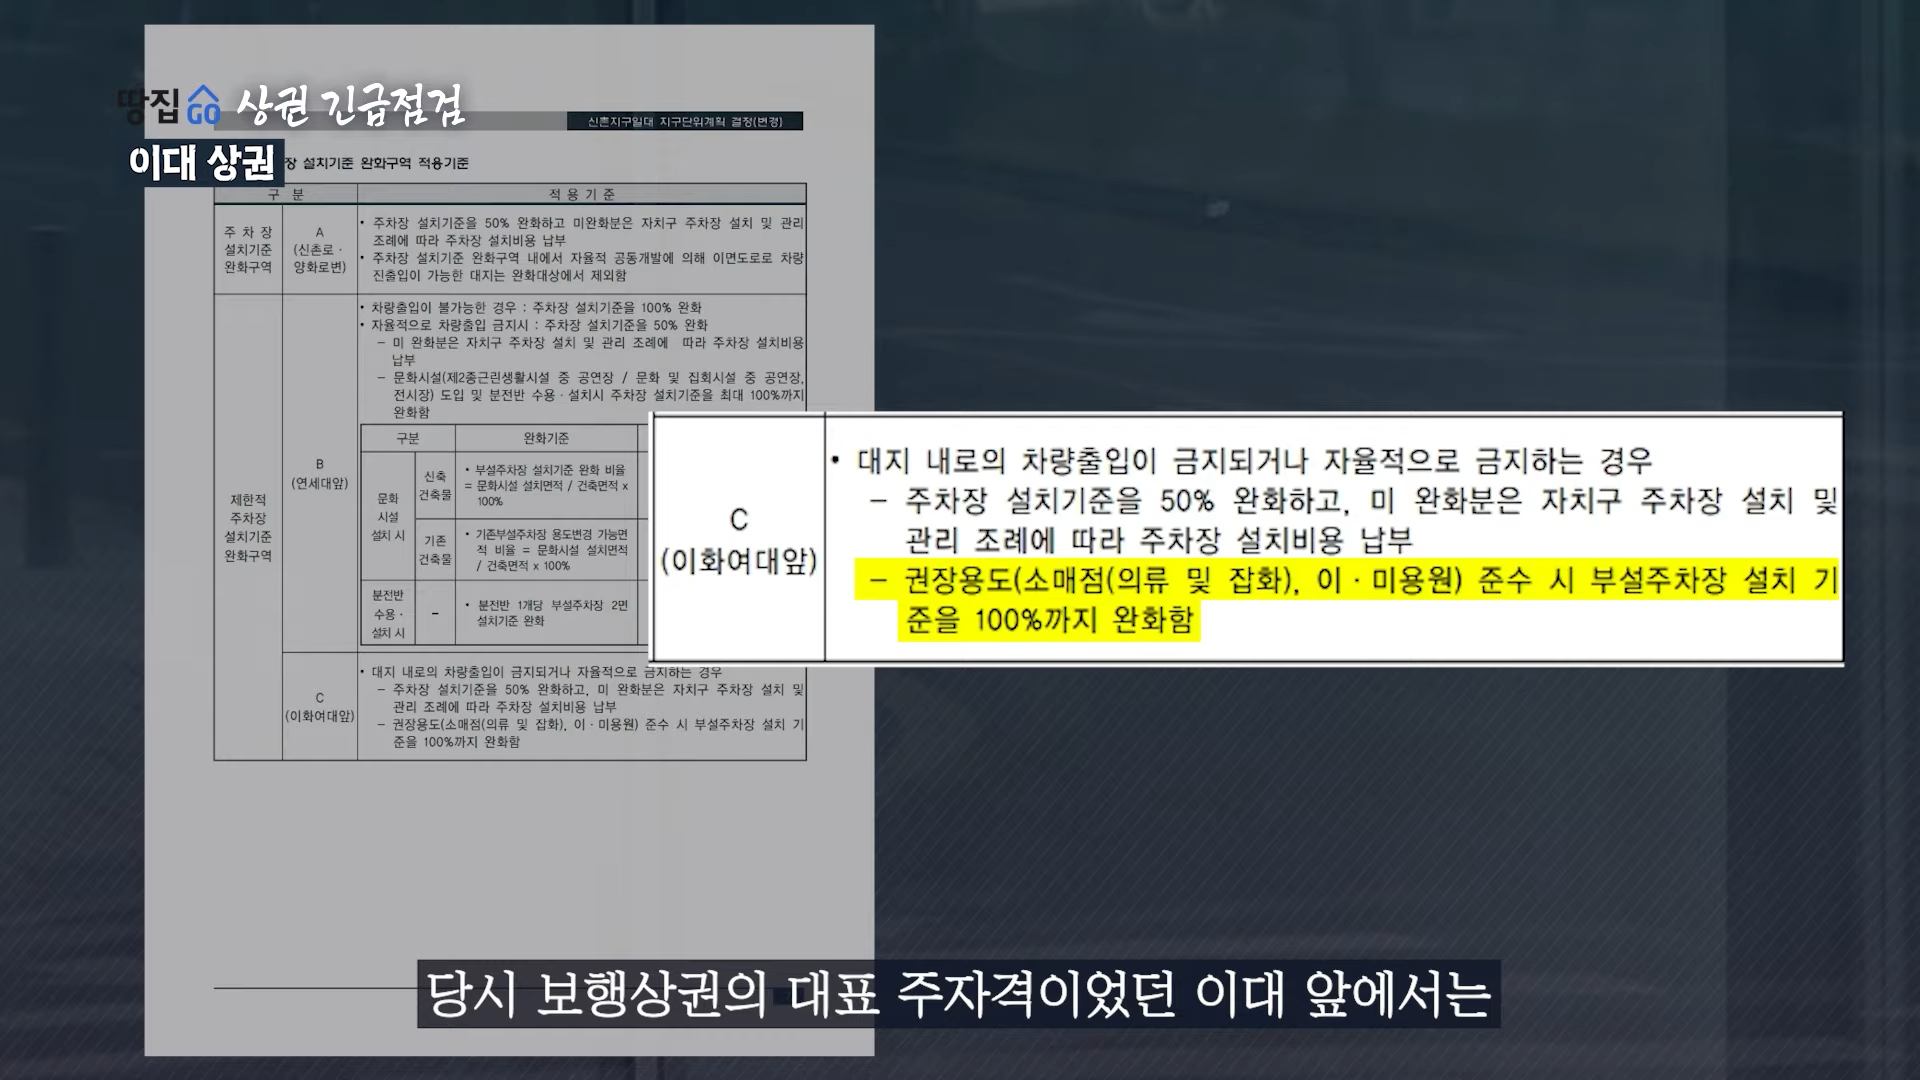 땅집GO 상권 긴급점검
이대 상권
신촌지구일대 지구단위계획 결정(변경)
장 설치기준 완화구역 적용기준
구 분
적 용 기 준
주 차 장
설치기준
완화구역
A
(신촌로 ·
양화로변)
• 주차장 설치기준을 50% 완화하고 미완화분은 자치구 주차장 설치 및 관리
조례에 따라 주차장 설치비용 납부
• 주차장 설치기준 완화구역 내에서 자율적 공동개발에 의해 이면도로로 차량
진출입이 가능한 대지는 완화대상에서 제외함
제한적
주차장
설치기준
완화구역
B
(연세대앞)
• 차량출입이 불가능한 경우 : 주차장 설치기준을 100% 완화
• 자율적으로 차량출입 금지시 : 주차장 설치기준을 50% 완화
- 미 완화분은 자치구 주차장 설치 및 관리 조례에 따라 주차장 설치비용
납부
- 문화시설(제2종근린생활시설 중 공연장 / 문화 및 집회시설 중 공연장,
전시장) 도입 및 분전반 수용·설치시 주차장 설치기준을 최대 100%까지
완화함
구분
완화기준
문화
시설
설치 시
신축
건축물
• 부설주차장 설치기준 완화 비율
= 문화시설 설치면적 / 건축면적 x
100%
기존
건축물
• 기존부설주차장 용도변경 가능면
적 비율 = 문화시설 설치면적
/ 건축면적 x 100%
분전반
수용·
설치 시
-
• 분전반 1개당 부설주차장 2면
설치기준 완화
C
(이화여대앞)
• 대지 내로의 차량출입이 금지되거나 자율적으로 금지하는 경우
- 주차장 설치기준을 50% 완화하고, 미 완화분은 자치구 주차장 설치 및
관리 조례에 따라 주차장 설치비용 납부
- 권장용도(소매점(의류 및 잡화), 이·미용원) 준수 시 부설주차장 설치 기
준을 100%까지 완화함
C
(이화여대앞)
• 대지 내로의 차량출입이 금지되거나 자율적으로 금지하는 경우
- 주차장 설치기준을 50% 완화하고, 미 완화분은 자치구 주차장 설치 및
관리 조례에 따라 주차장 설치비용 납부
- 권장용도(소매점(의류 및 잡화), 이·미용원) 준수 시 부설주차장 설치 기
준을 100%까지 완화함
당시 보행상권의 대표 주자격이었던 이대 앞에서는